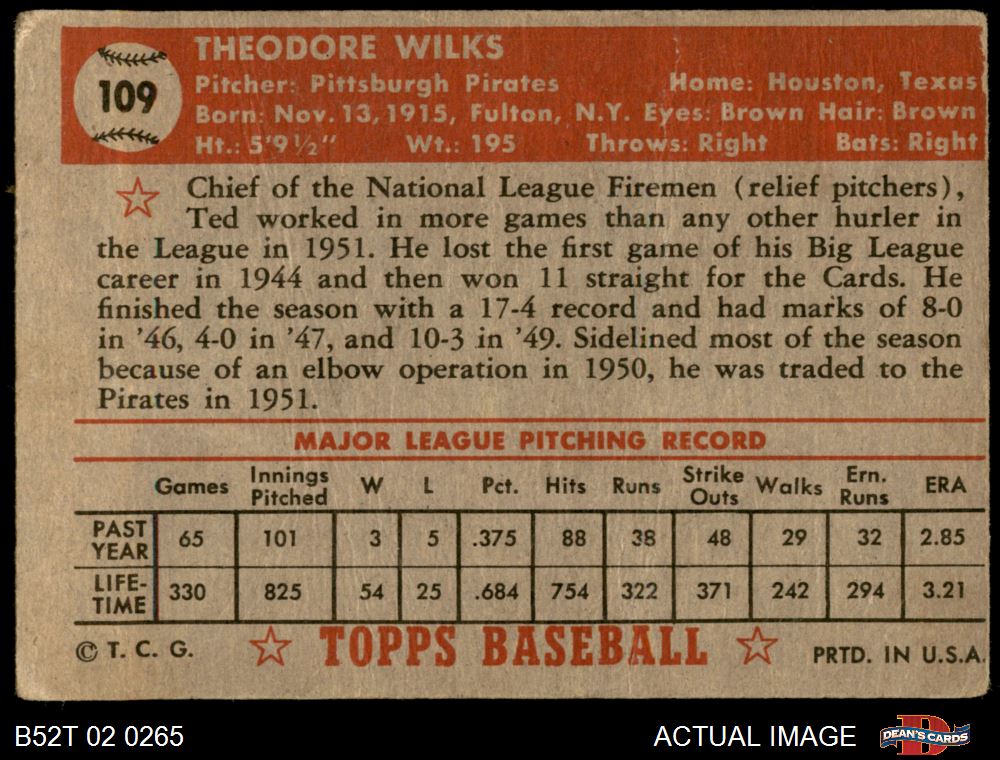 109
THEODORE WILKS
Pitcher: Pittsburgh Pirates Home: Houston, Texas
Born: Nov. 13, 1915, Fulton, N.Y. Eyes: Brown Hair: Brown
Ht.: 5'9½" Wt.: 195 Throws: Right Bats: Right
Chief of the National League Firemen (relief pitchers),
Ted worked in more games than any other hurler in
the League in 1951. He lost the first game of his Big League
career in 1944 and then won 11 straight for the Cards. He
finished the season with a 17-4 record and had marks of 8-0
in '46, 4-0 in '47, and 10-3 in '49. Sidelined most of the season
because of an elbow operation in 1950, he was traded to the
Pirates in 1951.
MAJOR LEAGUE PITCHING RECORD
Games Innings Pitched W L Pct. Hits Runs Strike Outs Walks Ern. Runs ERA
PAST YEAR 65 101 3 5 .375 88 38 48 29 32 2.85
LIFE-TIME 330 825 54 25 .684 754 322 371 242 294 3.21
© T. C. G. TOPPS BASEBALL PRTD. IN U.S.A.
B52T 02 0265 ACTUAL IMAGE D DEAN'S CARDS